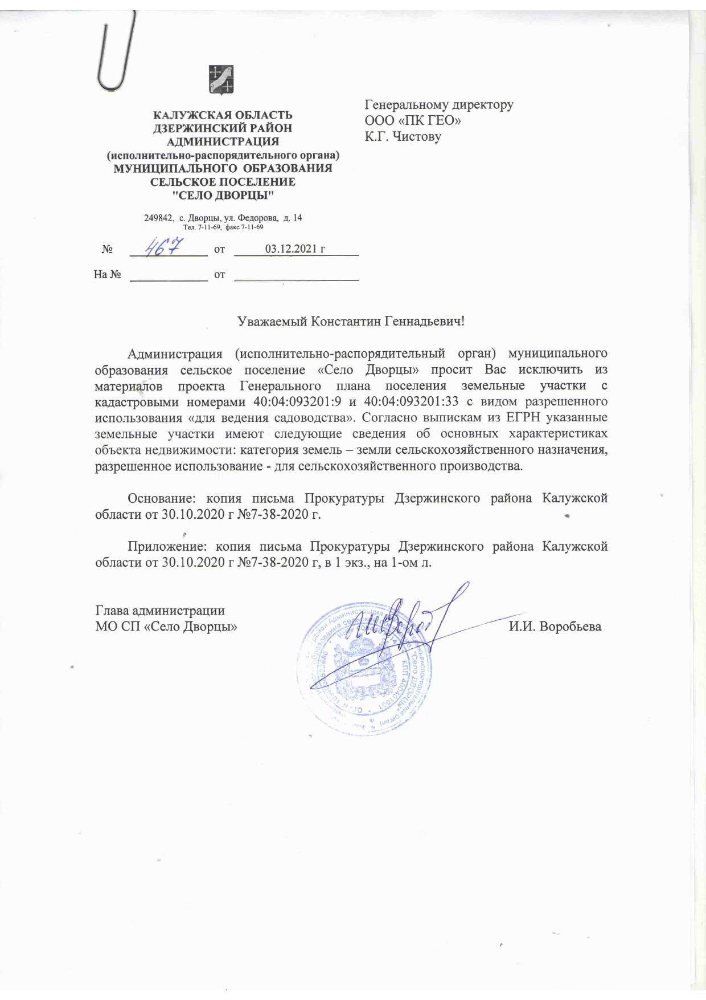 КАЛУЖСКАЯ ОБЛАСТЬ
ДЗЕРЖИНСКИЙ РАЙОН
АДМИНИСТРАЦИЯ
(исполнительно-распорядительного органа)
МУНИЦИПАЛЬНОГО ОБРАЗОВАНИЯ
СЕЛЬСКОЕ ПОСЕЛЕНИЕ
"СЕЛО ДВОРЦЫ"
249842, с. Дворцы, ул. Федорова, д. 14
Тел. 7-11-69, факс 7-11-69
№ 467 от 03.12.2021 г
На № от
Генеральному директору
ООО «ПК ГЕО»
К.Г. Чистову
Уважаемый Константин Геннадьевич!
Администрация (исполнительно-распорядительный орган) муниципального
образования сельское поселение «Село Дворцы» просит Вас исключить из
материалов проекта Генерального плана поселения земельные участки с
кадастровыми номерами 40:04:093201:9 и 40:04:093201:33 с видом разрешенного
использования «для ведения садоводства». Согласно выпискам из ЕГРН указанные
земельные участки имеют следующие сведения об основных характеристиках
объекта недвижимости: категория земель – земли сельскохозяйственного назначения,
разрешенное использование - для сельскохозяйственного производства.
Основание: копия письма Прокуратуры Дзержинского района Калужской
области от 30.10.2020 г №7-38-2020 г.
Приложение: копия письма Прокуратуры Дзержинского района Калужской
области от 30.10.2020 г №7-38-2020 г, в 1 экз., на 1-ом л.
Глава администрации
МО СП «Село Дворцы» И.И. Воробьева
КПП 400401001
"Село ДВОРЦЫ"